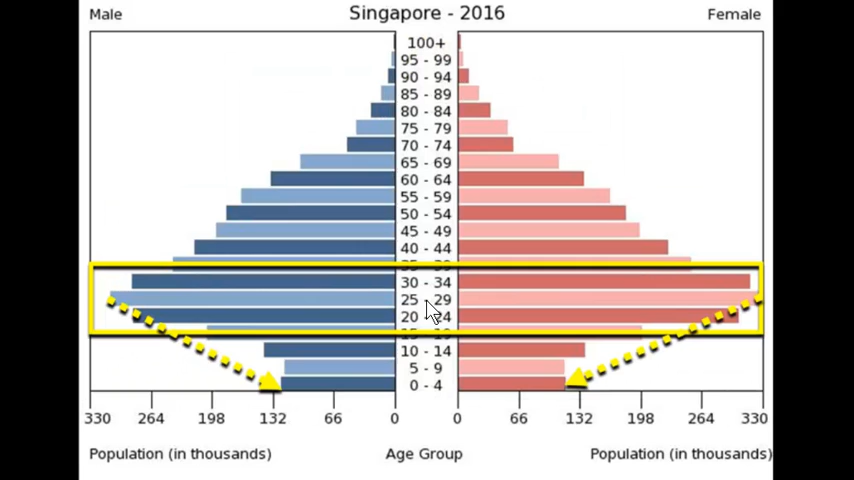 Male
Singapore - 2016
Female
100+
95 - 99
90 - 94
85 - 89
80 - 84
75 - 79
70 - 74
65 - 69
60 - 64
55 - 59
50 - 54
45 - 49
40 - 44
30 - 34
25 - 29
20 - 24
10 - 14
5 - 9
0 - 4
330 264 198 132 66 0 0 66 132 198 264 330
Population (in thousands) Age Group Population (in thousands)